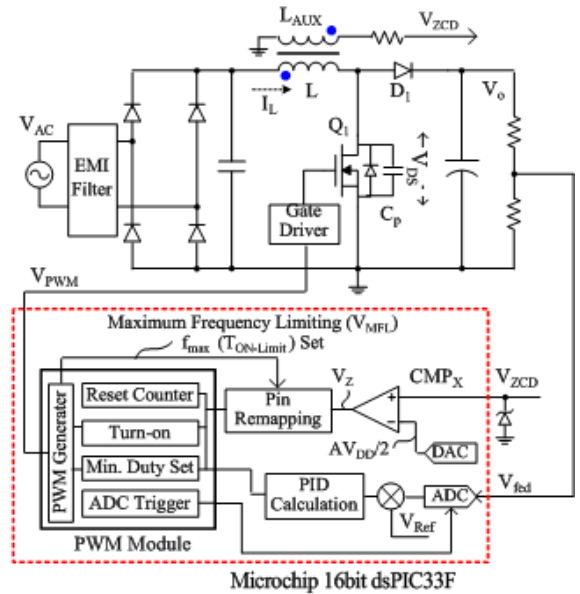 L_AUX
V_ZCD
I_L
L
D_1
V_o
V_AC
EMI
Filter
Q_1
+ V_DS -
C_p
Gate
Driver
V_PWM
Maximum Frequency Limiting (V_MFL)
f_max (T_ON-Limit) Set
PWM Generater
Reset Counter
Turn-on
Min. Duty Set
ADC Trigger
PWM Module
Pin
Remapping
V_Z
CMP_X
V_ZCD
+
-
AV_DD/2
DAC
PID
Calculation
V_Ref
ADC
V_fed
Microchip 16bit dsPIC33F